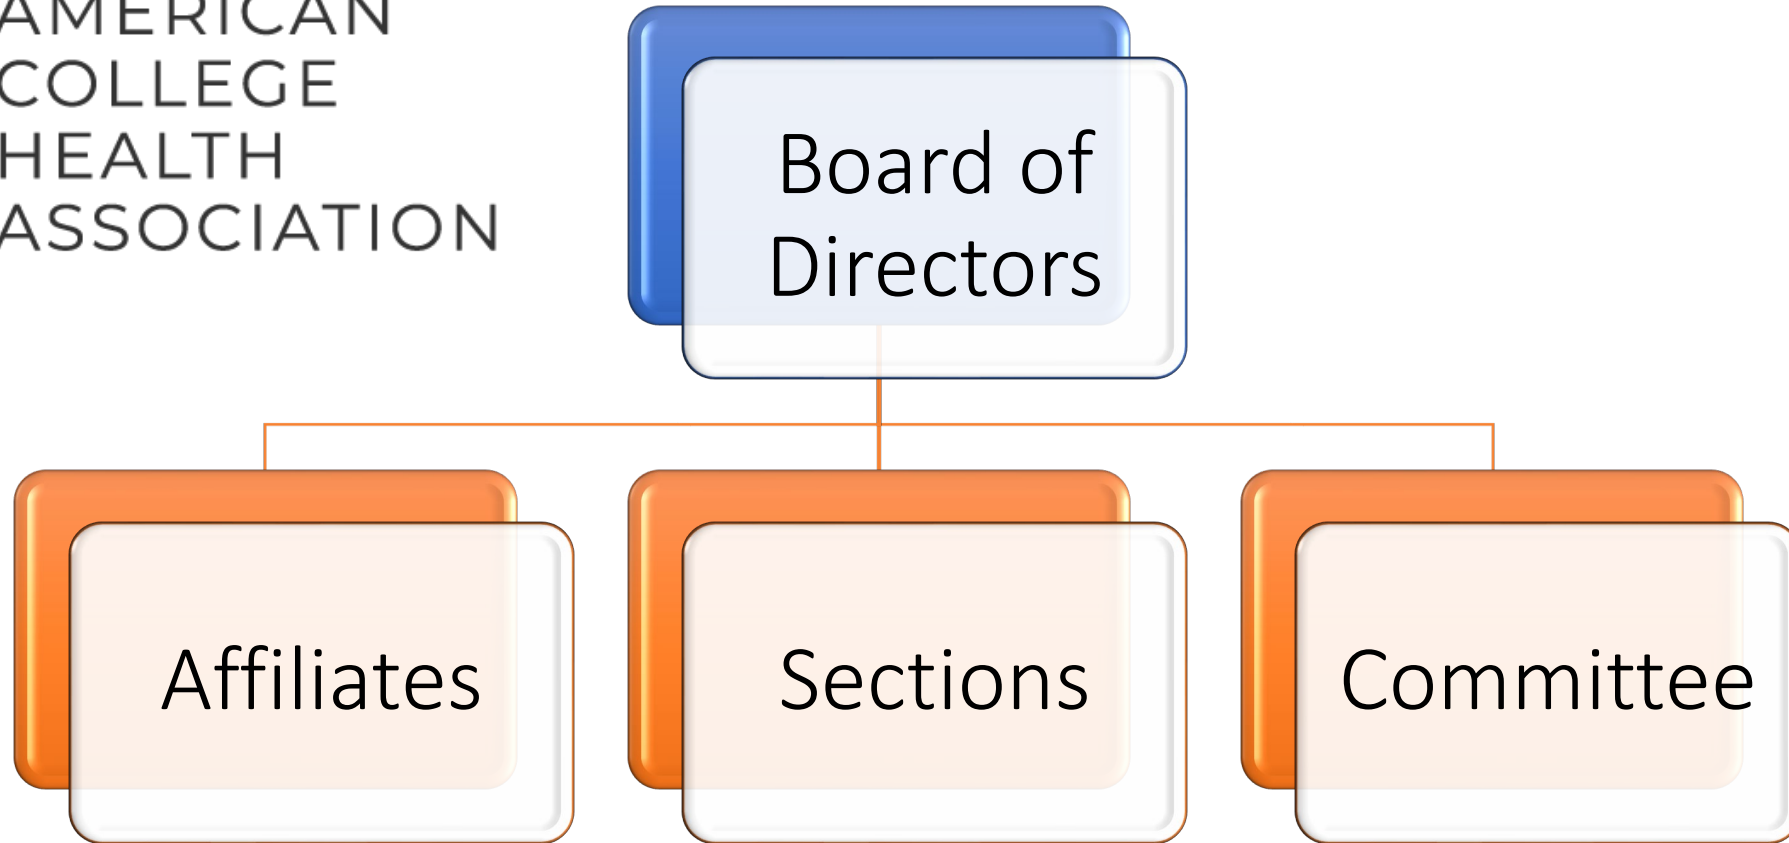 AMERICAN
COLLEGE
HEALTH
ASSOCIATION
Board of
Directors
Affiliates
Sections
Committee